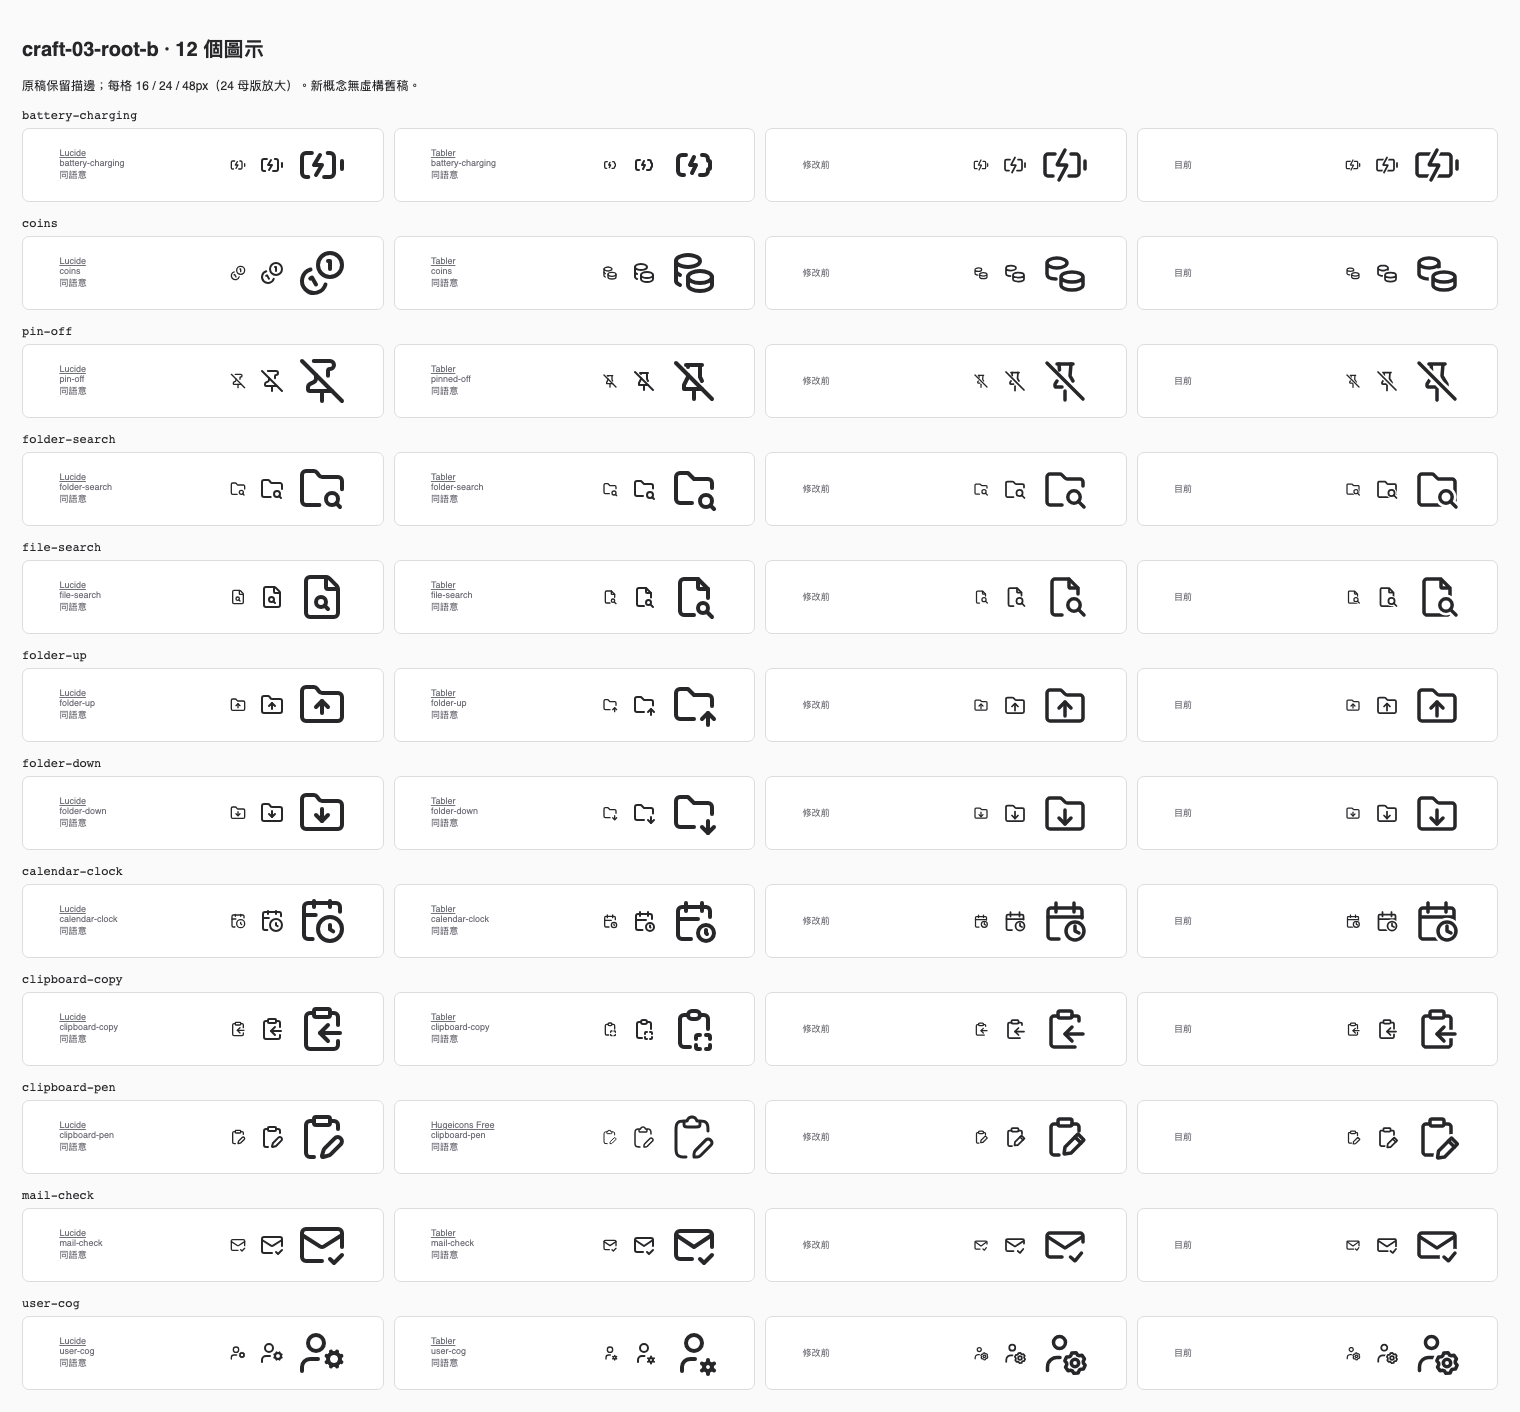 craft-03-root-b · 12 個圖示
原稿保留描邊；每格 16 / 24 / 48px（24 母版放大）。新概念無虛構舊稿。
battery-charging
Lucide
battery-charging
同語意
Tabler
battery-charging
同語意
修改前
目前
coins
Lucide
coins
同語意
Tabler
coins
同語意
修改前
目前
pin-off
Lucide
pin-off
同語意
Tabler
pinned-off
同語意
修改前
目前
folder-search
Lucide
folder-search
同語意
Tabler
folder-search
同語意
修改前
目前
file-search
Lucide
file-search
同語意
Tabler
file-search
同語意
修改前
目前
folder-up
Lucide
folder-up
同語意
Tabler
folder-up
同語意
修改前
目前
folder-down
Lucide
folder-down
同語意
Tabler
folder-down
同語意
修改前
目前
calendar-clock
Lucide
calendar-clock
同語意
Tabler
calendar-clock
同語意
修改前
目前
clipboard-copy
Lucide
clipboard-copy
同語意
Tabler
clipboard-copy
同語意
修改前
目前
clipboard-pen
Lucide
clipboard-pen
同語意
Hugeicons Free
clipboard-pen
同語意
修改前
目前
mail-check
Lucide
mail-check
同語意
Tabler
mail-check
同語意
修改前
目前
user-cog
Lucide
user-cog
同語意
Tabler
user-cog
同語意
修改前
目前